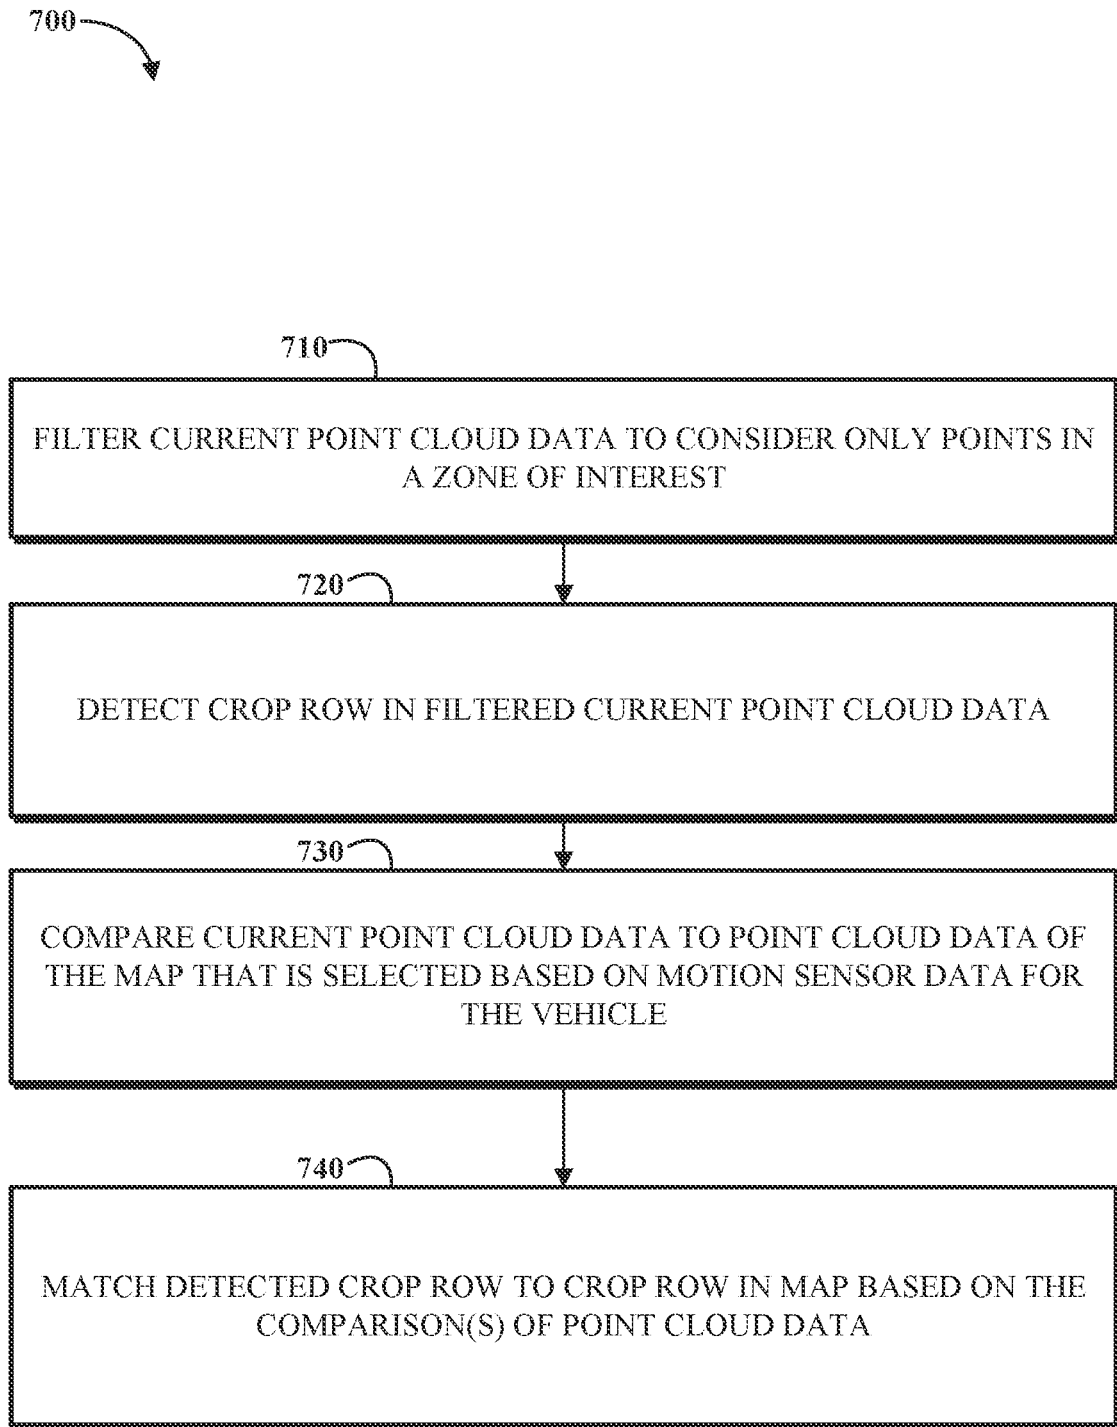 700
710
FILTER CURRENT POINT CLOUD DATA TO CONSIDER ONLY POINTS IN
A ZONE OF INTEREST
720
DETECT CROP ROW IN FILTERED CURRENT POINT CLOUD DATA
730
COMPARE CURRENT POINT CLOUD DATA TO POINT CLOUD DATA OF
THE MAP THAT IS SELECTED BASED ON MOTION SENSOR DATA FOR
THE VEHICLE
740
MATCH DETECTED CROP ROW TO CROP ROW IN MAP BASED ON THE
COMPARISON(S) OF POINT CLOUD DATA